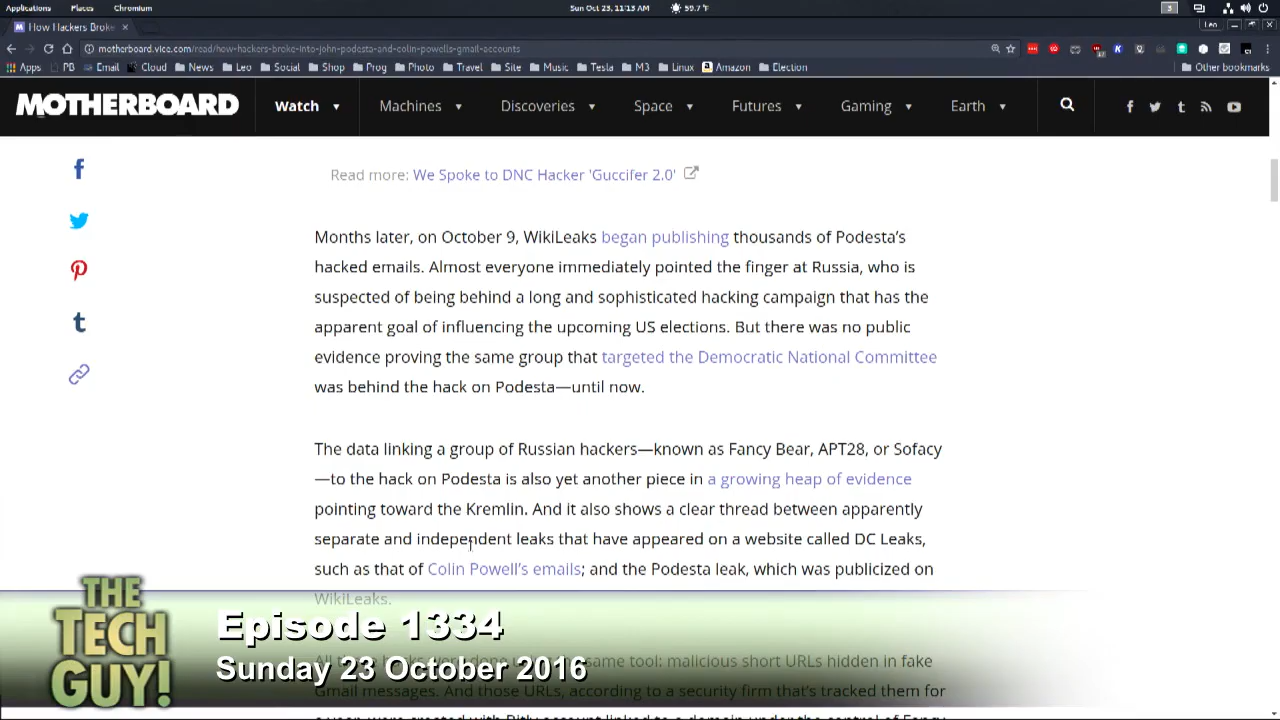 Applications Places Chromium Sun Oct 23, 11:13 AM 59.7 °F 3
How Hackers Broke Leo
motherboard.vice.com/read/how-hackers-broke-into-john-podesta-and-colin-powells-gmail-accounts
Apps PB Email Cloud News Leo Social Shop Prog Photo Travel Site Music Tesla M3 Linux Amazon Election Other bookmarks
MOTHERBOARD Watch Machines Discoveries Space Futures Gaming Earth
Read more: We Spoke to DNC Hacker 'Guccifer 2.0'
Months later, on October 9, WikiLeaks began publishing thousands of Podesta's
hacked emails. Almost everyone immediately pointed the finger at Russia, who is
suspected of being behind a long and sophisticated hacking campaign that has the
apparent goal of influencing the upcoming US elections. But there was no public
evidence proving the same group that targeted the Democratic National Committee
was behind the hack on Podesta—until now.
The data linking a group of Russian hackers—known as Fancy Bear, APT28, or Sofacy
—to the hack on Podesta is also yet another piece in a growing heap of evidence
pointing toward the Kremlin. And it also shows a clear thread between apparently
separate and independent leaks that have appeared on a website called DC Leaks,
such as that of Colin Powell's emails; and the Podesta leak, which was publicized on
WikiLeaks.
THE TECH GUY!
Episode 1334
Sunday 23 October 2016
same tool: malicious short URLs hidden in fake
Gmail messages. And those URLs, according to a security firm that's tracked them for